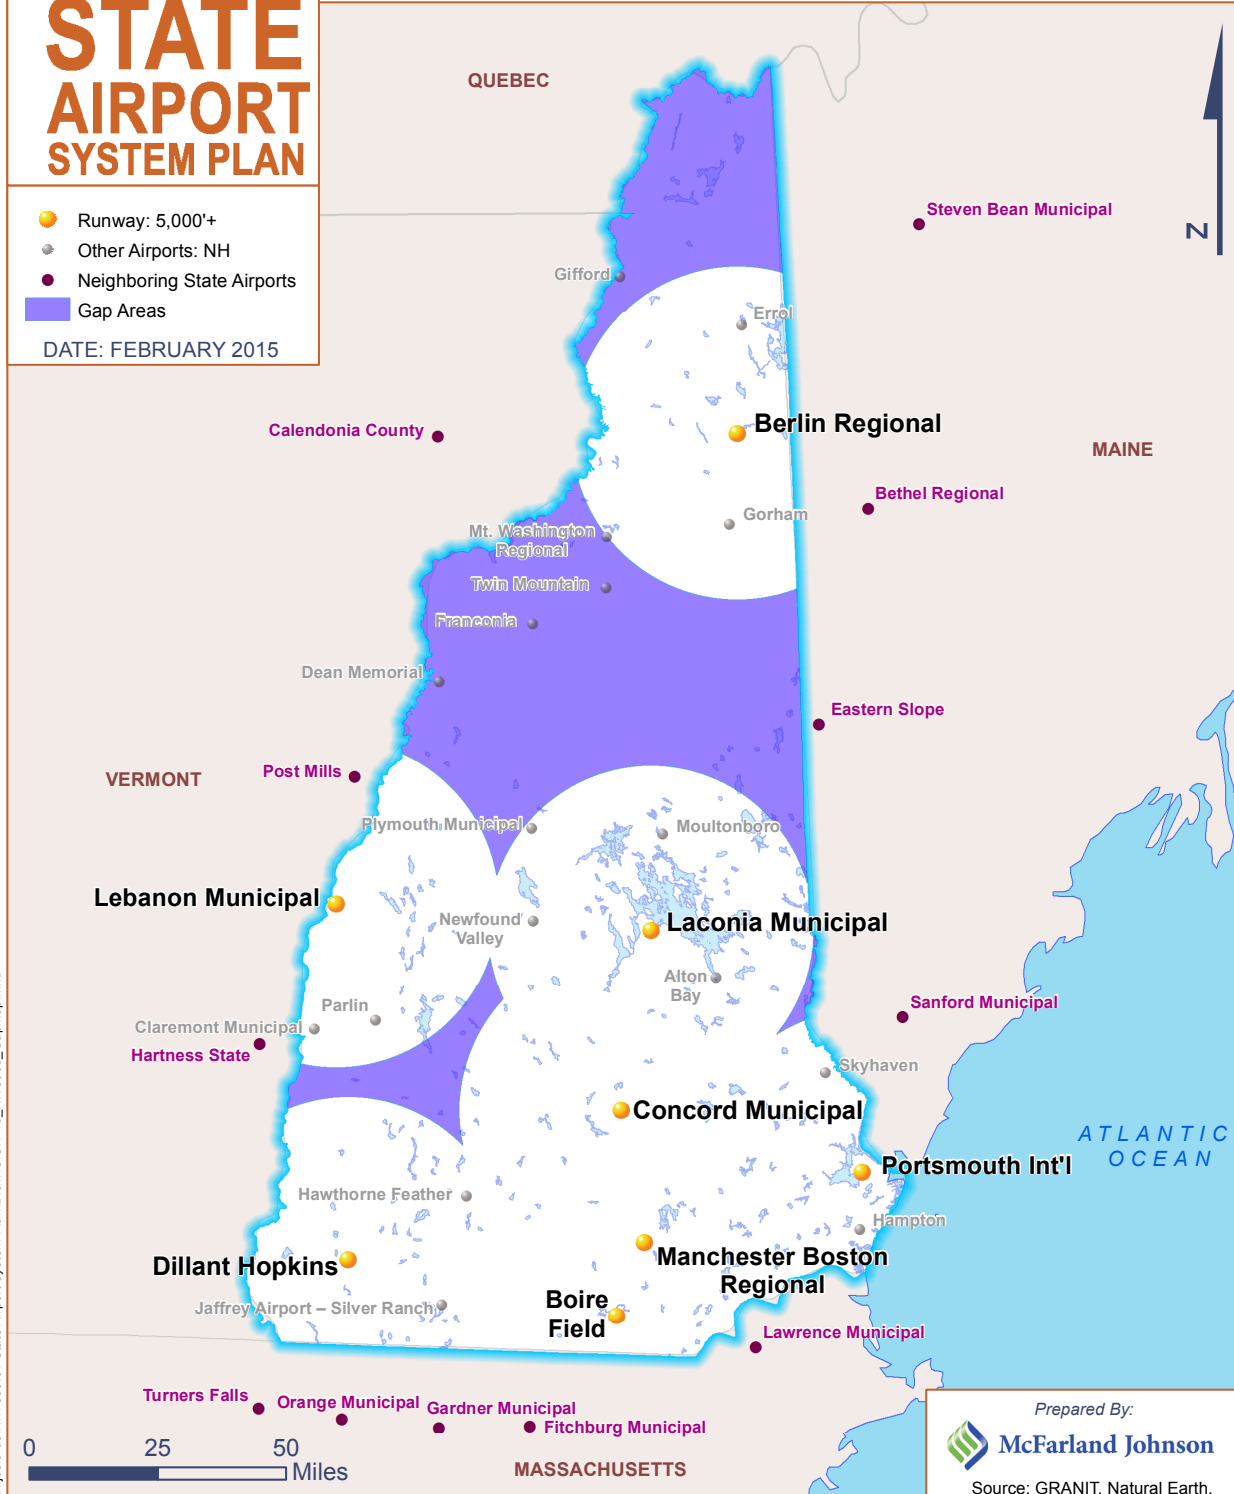 STATE
AIRPORT
SYSTEM PLAN
Runway: 5,000'+
Other Airports: NH
Neighboring State Airports
Gap Areas
DATE: FEBRUARY 2015
QUEBEC
N
Steven Bean Municipal
Gifford
Errol
Berlin Regional
Calendonia County
MAINE
Bethel Regional
Gorham
Mt. Washington
Regional
Twin Mountain
Franconia
Dean Memorial
Eastern Slope
Post Mills
VERMONT
Plymouth Municipal
Moultonboro
Lebanon Municipal
Newfound
Valley
Laconia Municipal
Alton
Bay
Parlin
Claremont Municipal
Hartness State
Sanford Municipal
Skyhaven
Concord Municipal
ATLANTIC
OCEAN
Portsmouth Int'l
Hawthorne Feather
Hampton
Dillant Hopkins
Manchester Boston
Regional
Jaffrey Airport – Silver Ranch
Boire
Field
Lawrence Municipal
Turners Falls
Orange Municipal
Gardner Municipal
Fitchburg Municipal
0 25 50
Miles
MASSACHUSETTS
Prepared By:
McFarland Johnson
Source: GRANIT, Natural Earth,